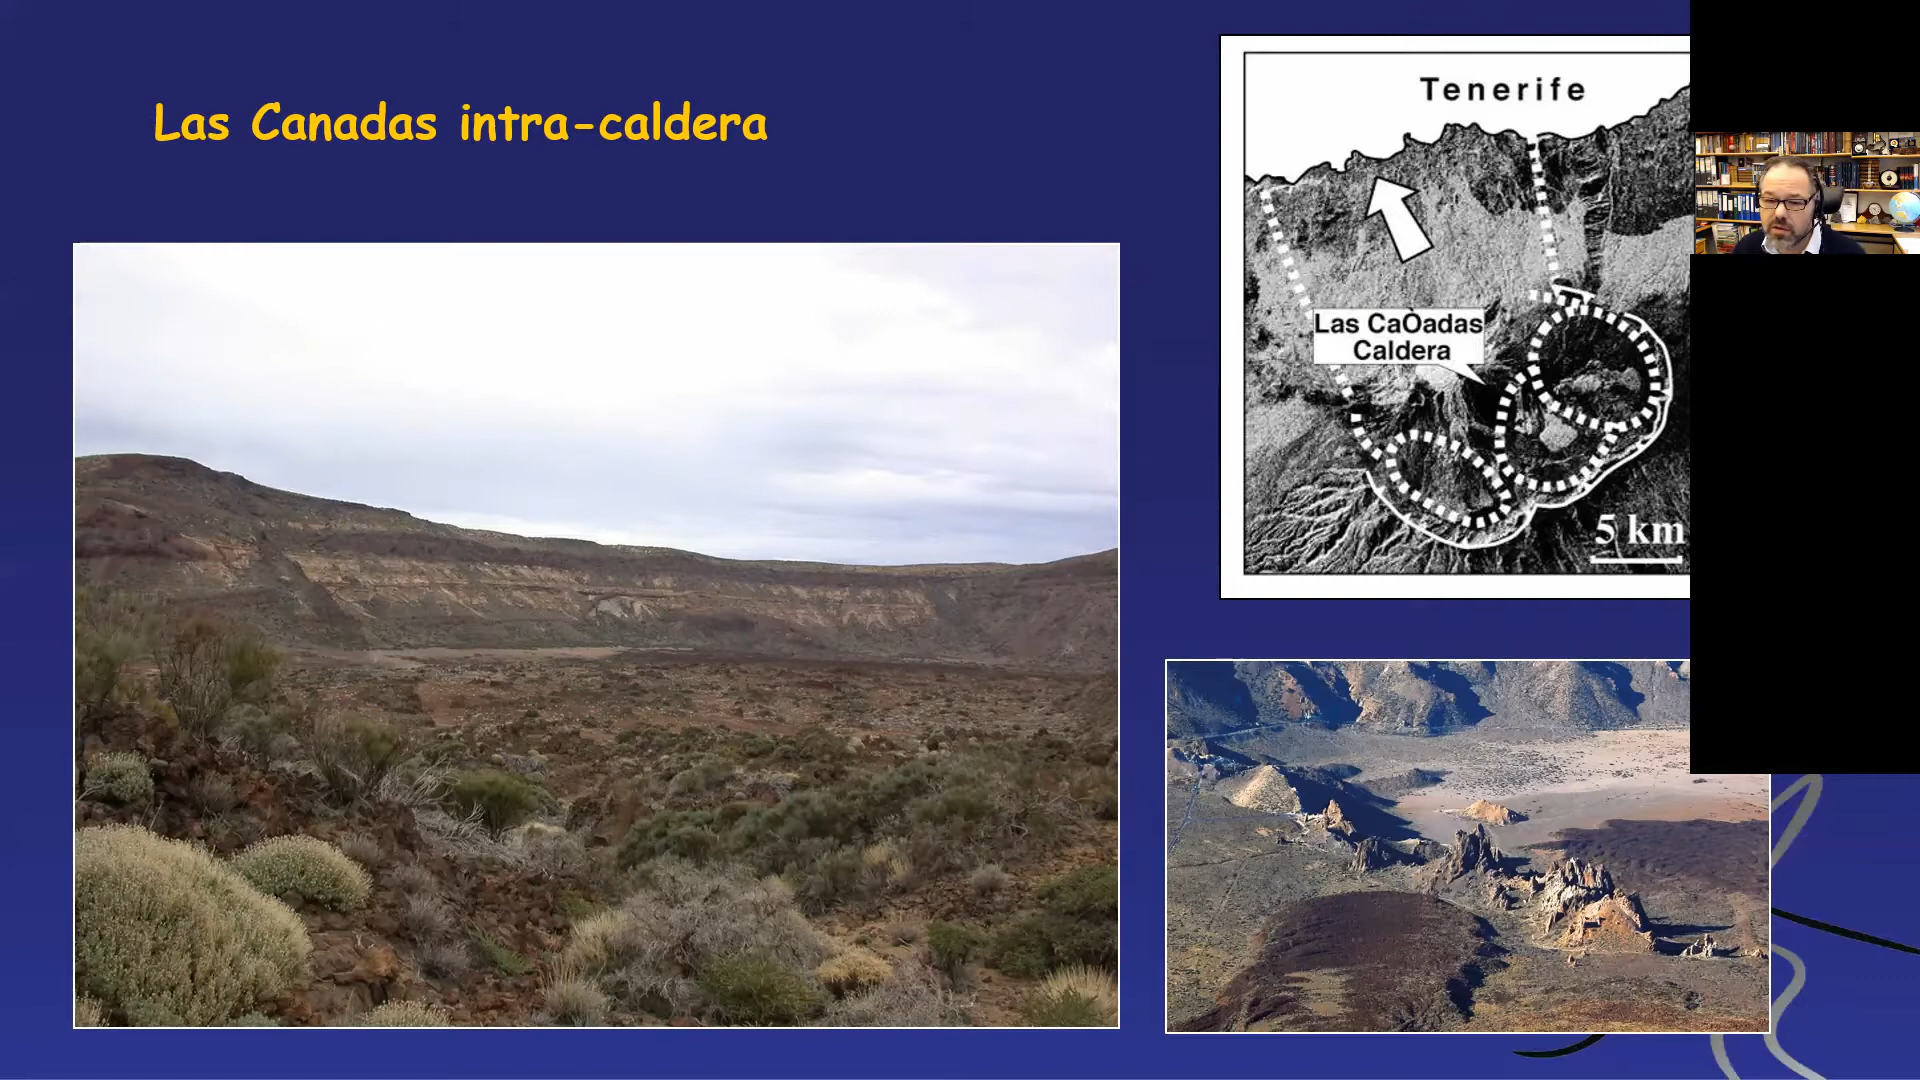 Las Canadas intra-caldera
Tenerife
Las CaÒadas
Caldera
5 km